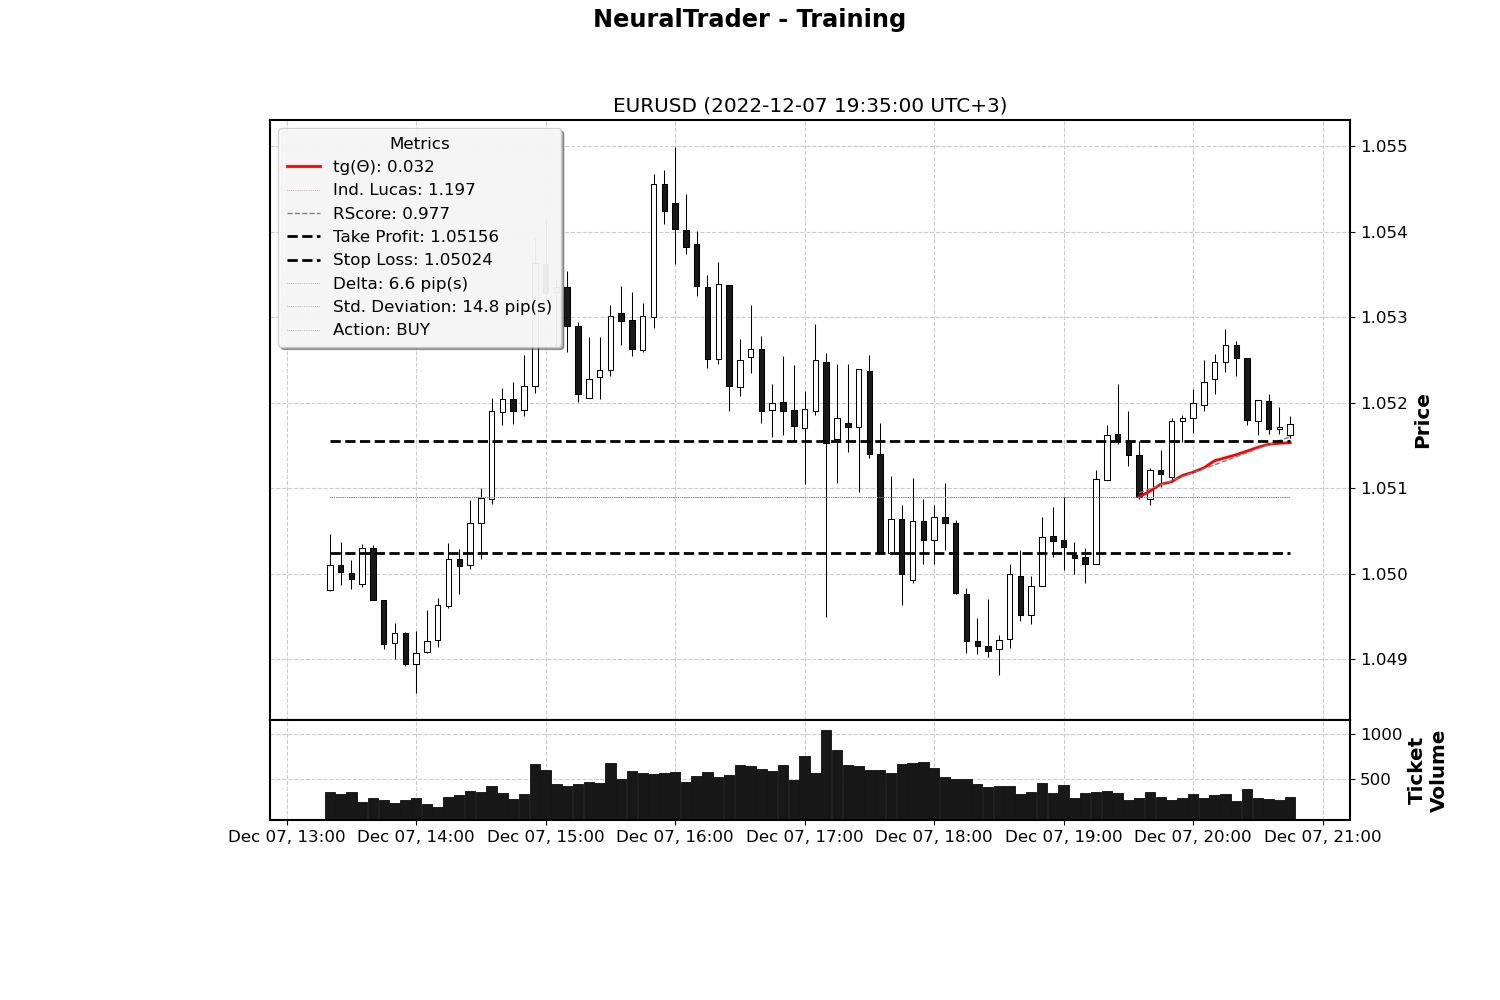 NeuralTrader - Training
EURUSD (2022-12-07 19:35:00 UTC+3)
Metrics
tg(Θ): 0.032
Ind. Lucas: 1.197
RScore: 0.977
Take Profit: 1.05156
Stop Loss: 1.05024
Delta: 6.6 pip(s)
Std. Deviation: 14.8 pip(s)
Action: BUY
1.055
1.054
1.053
1.052
1.051
1.050
1.049
Price
1000
500
Ticket
Volume
Dec 07, 13:00 Dec 07, 14:00 Dec 07, 15:00 Dec 07, 16:00 Dec 07, 17:00 Dec 07, 18:00 Dec 07, 19:00 Dec 07, 20:00 Dec 07, 21:00